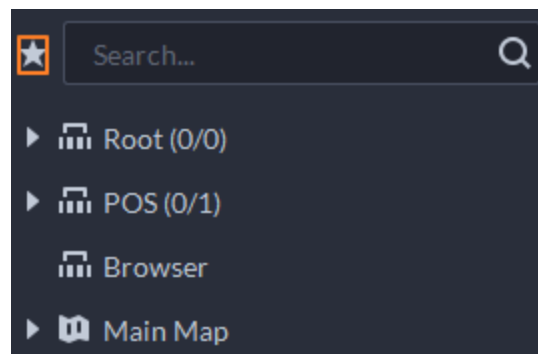 Search...
Root (0/0)
POS (0/1)
Browser
Main Map